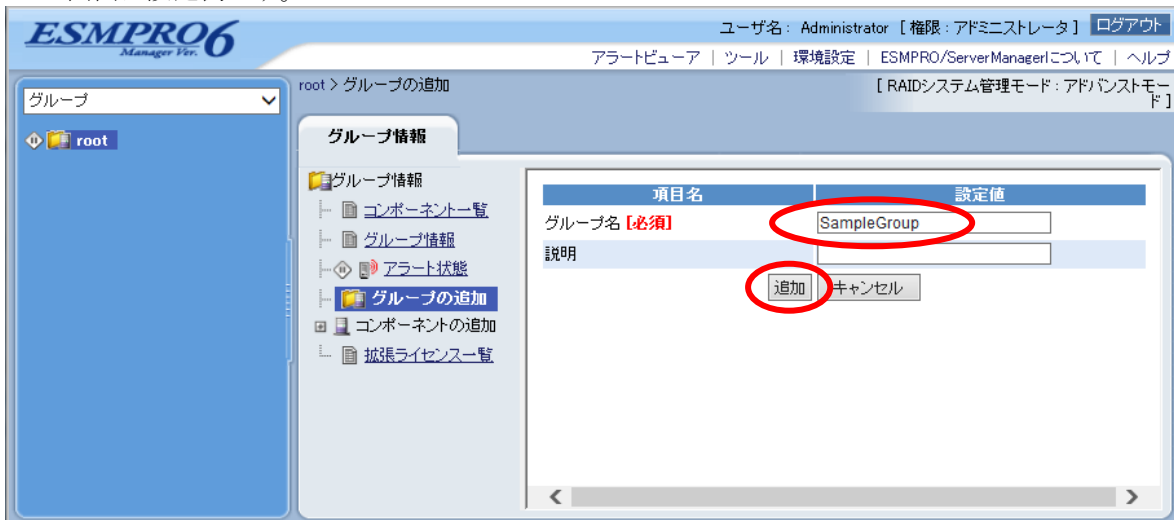 ESMPRO6
Manager Ver.
ユーザ名： Administrator [ 権限：アドミニストレータ ] ログアウト
アラートビューア | ツール | 環境設定 | ESMPRO/ServerManagerについて | ヘルプ
グループ
root
root > グループの追加
[ RAIDシステム管理モード：アドバンストモード ]
グループ情報
グループ情報
コンポーネント一覧
グループ情報
アラート状態
グループの追加
コンポーネントの追加
拡張ライセンス一覧
項目名 設定値
グループ名 [必須] SampleGroup
説明
追加 キャンセル